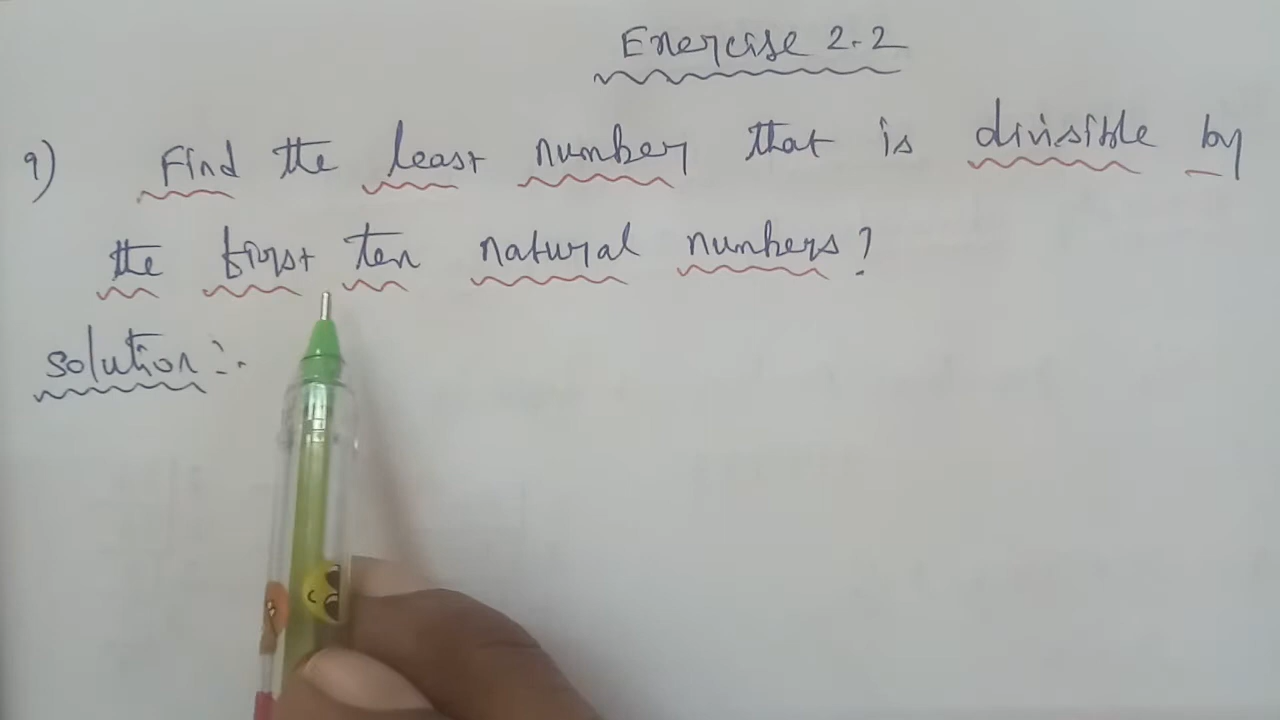 Exercise 2.2
9) Find the least number that is divisible by
the first ten natural numbers?
solution :-